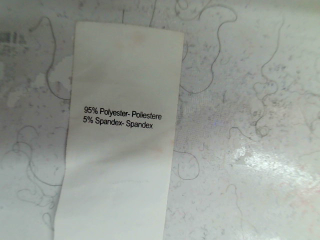 95% Polyester- Poliestere
5% Spandex- Spandex